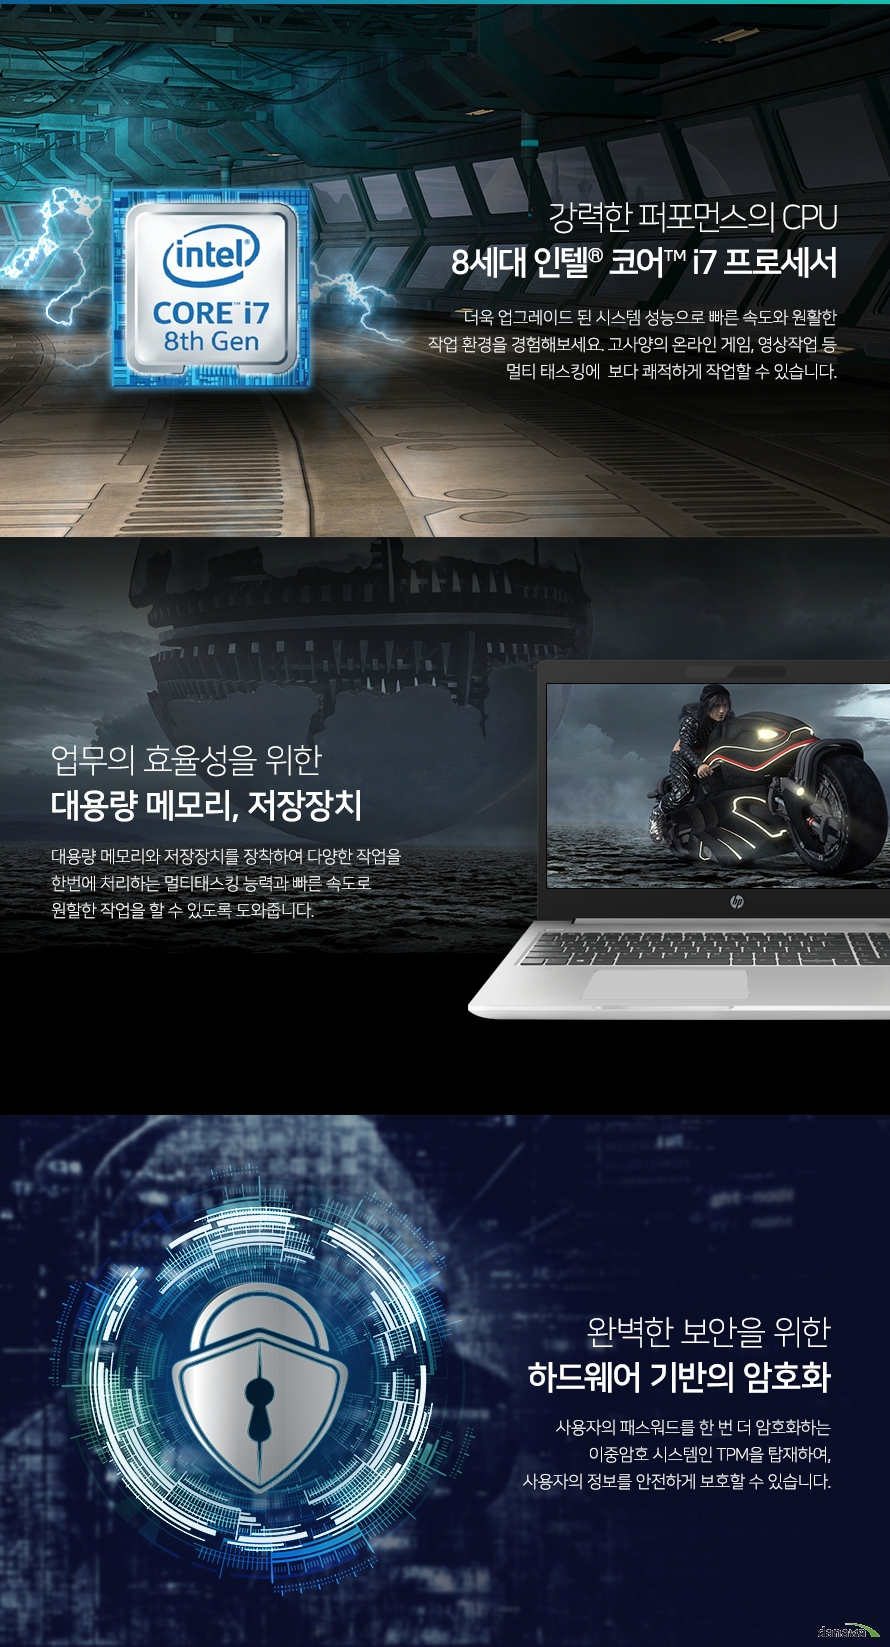 intel®
CORE™ i7
8th Gen
강력한 퍼포먼스의 CPU
8세대 인텔® 코어™ i7 프로세서
더욱 업그레이드 된 시스템 성능으로 빠른 속도와 원활한
작업 환경을 경험해보세요. 고사양의 온라인 게임, 영상작업 등
멀티 태스킹에 보다 쾌적하게 작업할 수 있습니다.
업무의 효율성을 위한
대용량 메모리, 저장장치
대용량 메모리와 저장장치를 장착하여 다양한 작업을
한번에 처리하는 멀티태스킹 능력과 빠른 속도로
원할한 작업을 할 수 있도록 도와줍니다.
hp
완벽한 보안을 위한
하드웨어 기반의 암호화
사용자의 패스워드를 한 번 더 암호화하는
이중암호 시스템인 TPM을 탑재하여,
사용자의 정보를 안전하게 보호할 수 있습니다.
danawa